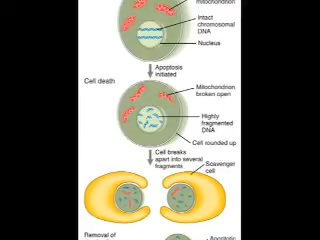 mitochondrion
Intact
chromosomal
DNA
Nucleus
Apoptosis
initiated
Cell death
Mitochondrion
broken open
Highly
fragmented
DNA
Cell rounded up
Cell breaks
apart into several
fragments
Scavenger
cell
Removal of
Apoptotic